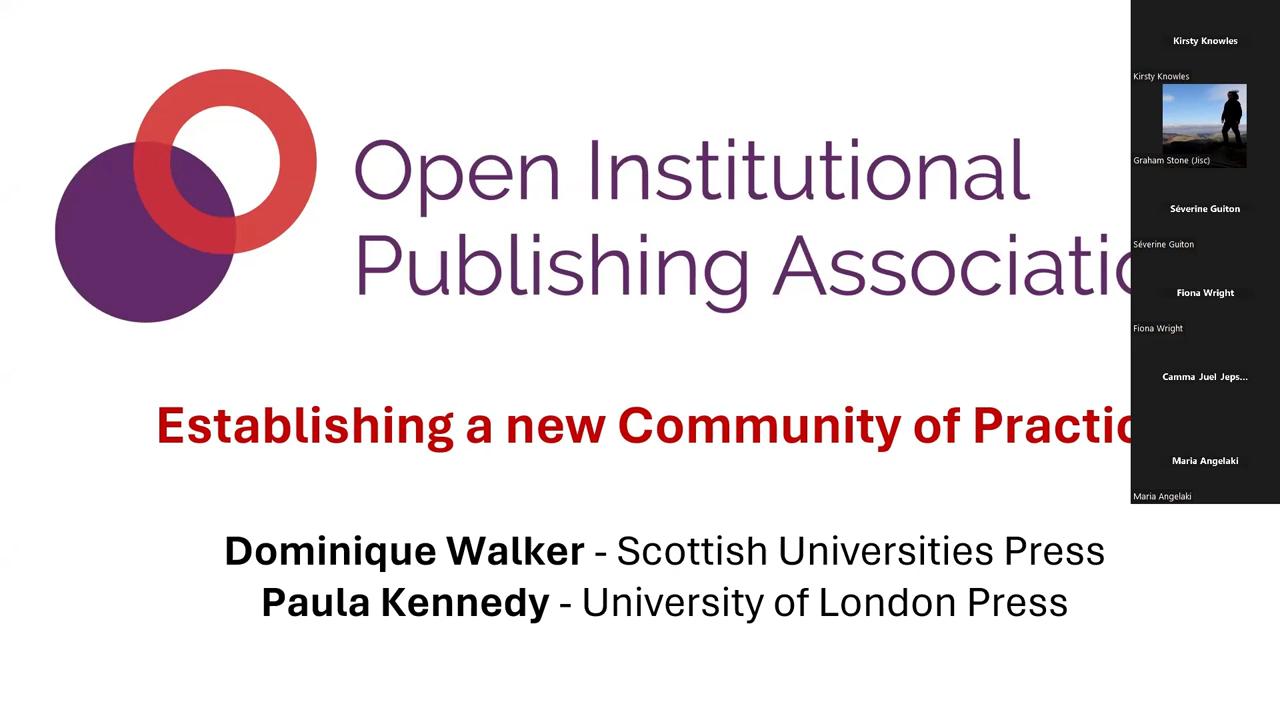 Open Institutional
Publishing Associatio
Establishing a new Community of Practic
Dominique Walker - Scottish Universities Press
Paula Kennedy - University of London Press
Kirsty Knowles
Kirsty Knowles
Graham Stone (Jisc)
Séverine Guiton
Séverine Guiton
Fiona Wright
Fiona Wright
Camma Juel Jeps...
Maria Angelaki
Maria Angelaki